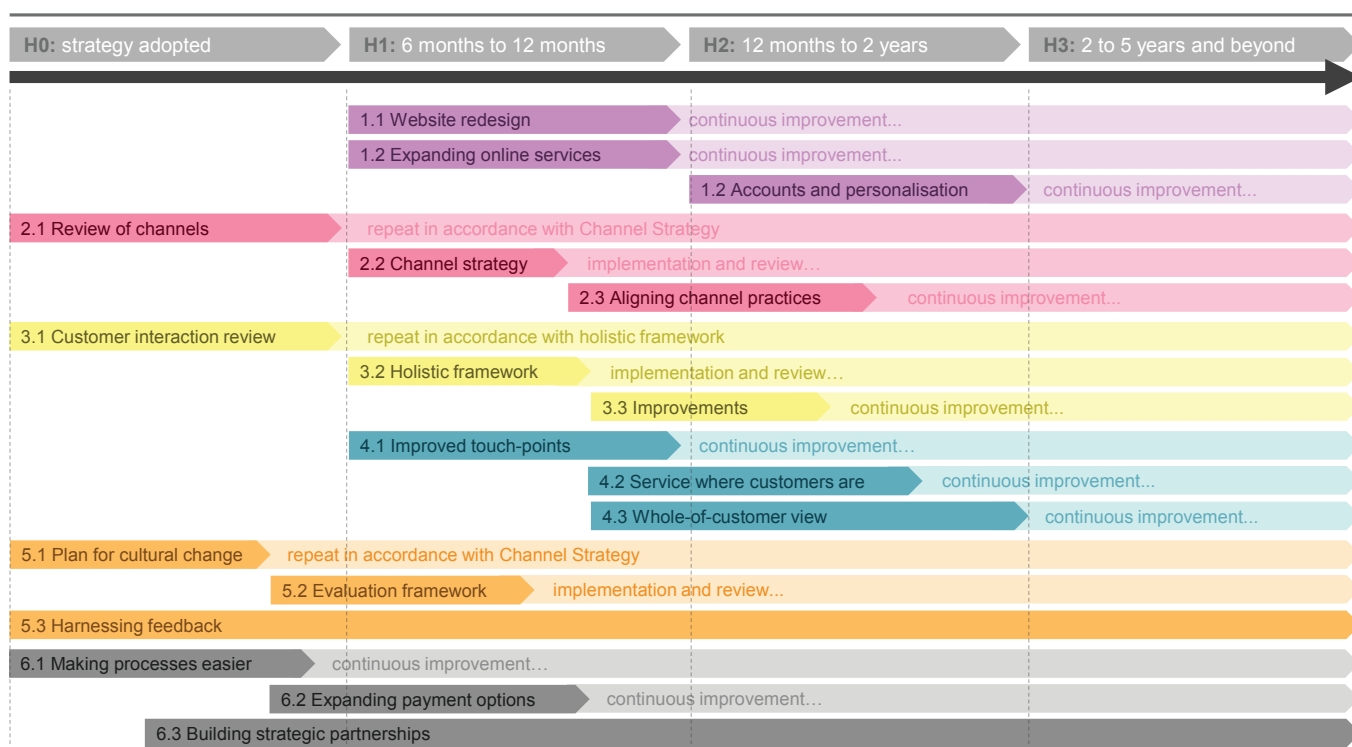 H0: strategy adopted
H1: 6 months to 12 months
H2: 12 months to 2 years
H3: 2 to 5 years and beyond
1.1 Website redesign
continuous improvement...
1.2 Expanding online services
continuous improvement...
1.2 Accounts and personalisation
continuous improvement...
2.1 Review of channels
repeat in accordance with Channel Strategy
2.2 Channel strategy
implementation and review...
2.3 Aligning channel practices
continuous improvement...
3.1 Customer interaction review
repeat in accordance with holistic framework
3.2 Holistic framework
implementation and review...
3.3 Improvements
continuous improvement...
4.1 Improved touch-points
continuous improvement...
4.2 Service where customers are
continuous improvement...
4.3 Whole-of-customer view
continuous improvement...
5.1 Plan for cultural change
repeat in accordance with Channel Strategy
5.2 Evaluation framework
implementation and review...
5.3 Harnessing feedback
6.1 Making processes easier
continuous improvement...
6.2 Expanding payment options
continuous improvement...
6.3 Building strategic partnerships